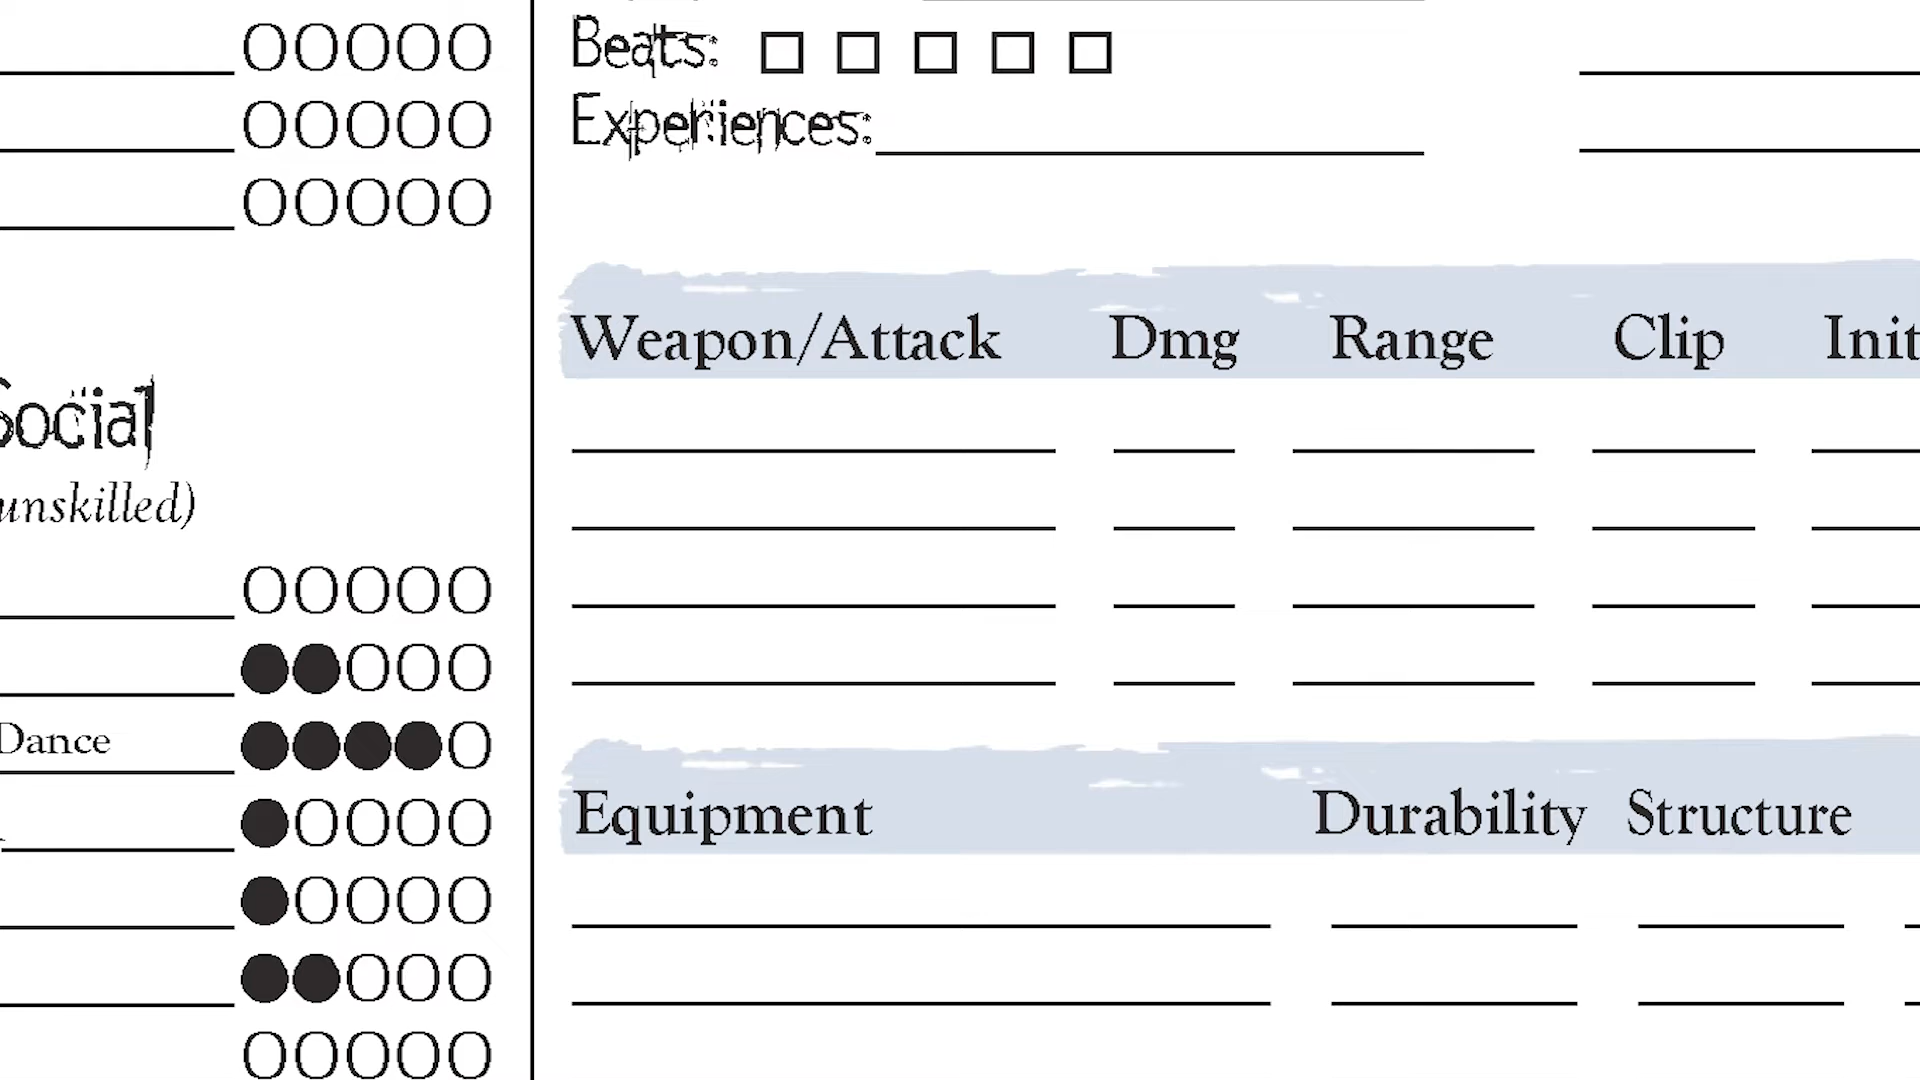 Beats:
Experiences:
Weapon/Attack Dmg Range Clip Init
Social
unskilled)
Dance
Equipment Durability Structure